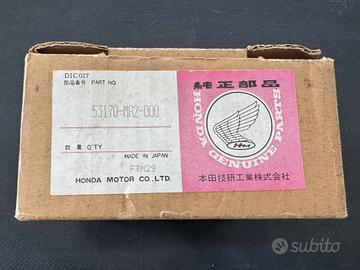 DIC027
部品番号 PART NO.
53170-MA2-000
数量 Q'TY
MADE IN JAPAN
FTM29
HONDA MOTOR CO.,LTD.
純正部品
HONDA GENUINE PARTS
HM
本田技研工業株式会社
subito